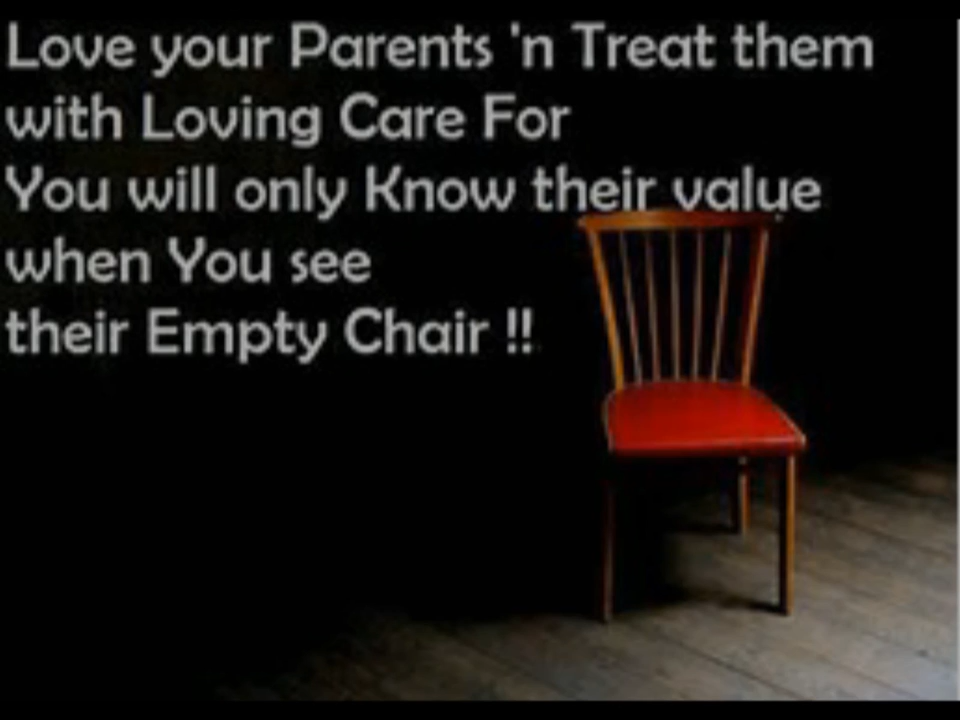 Love your Parents 'n Treat them
with Loving Care For
You will only Know their value
when You see
their Empty Chair !!